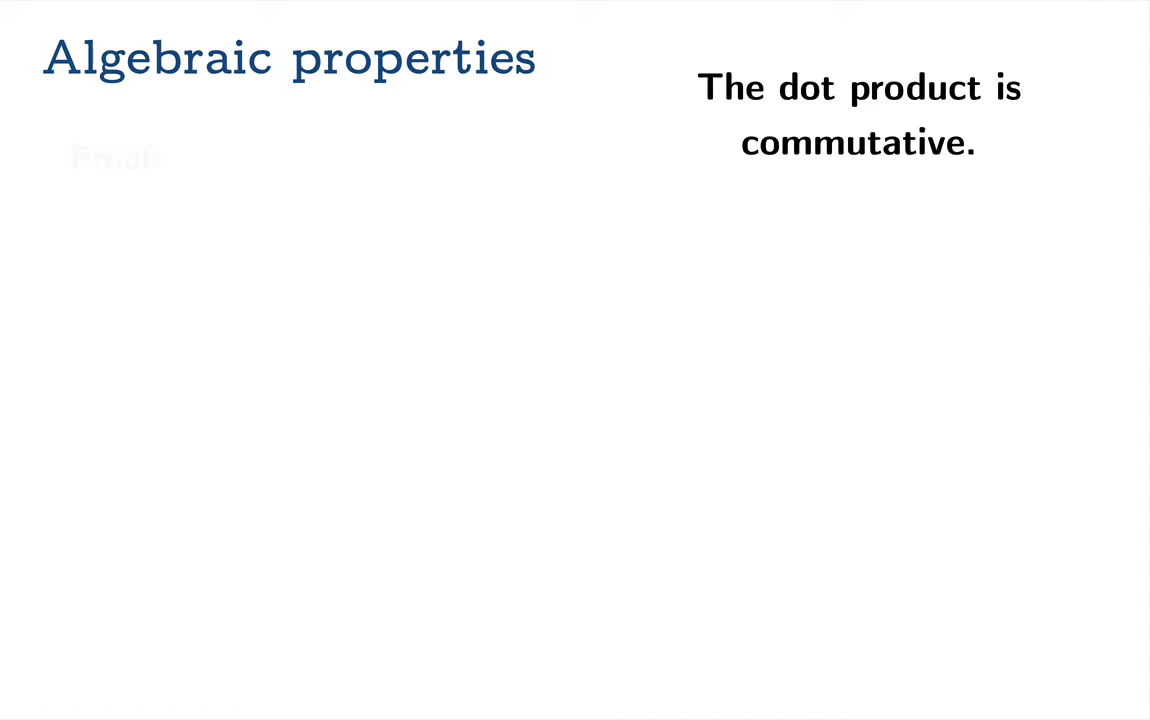 Algebraic properties
The dot product is
commutative.